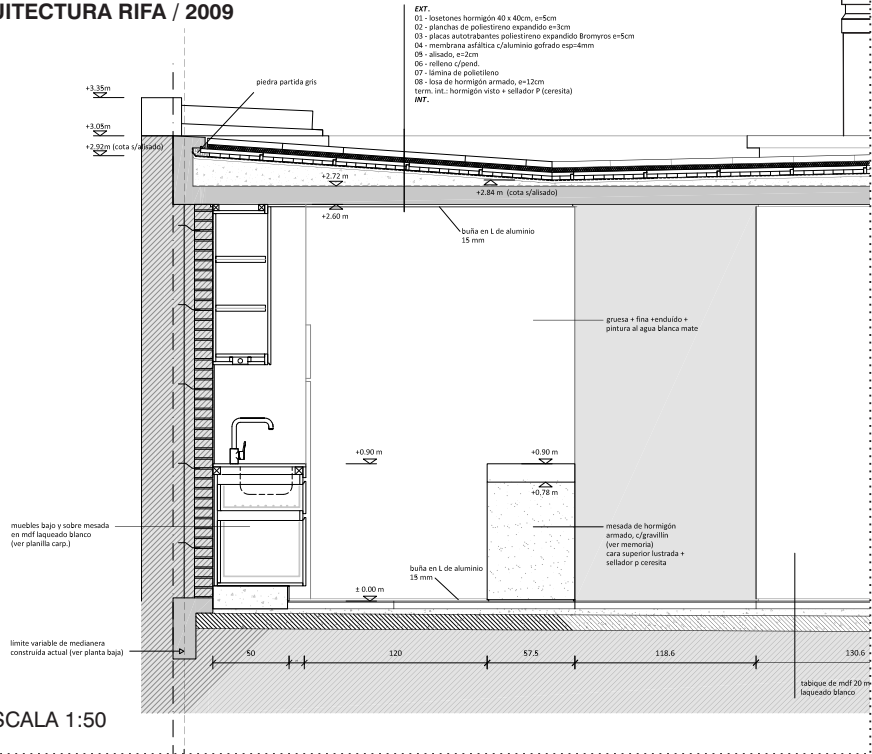 UITECTURA RIFA / 2009
EXT.
01 - losetones hormigón 40 x 40cm, e=5cm
02 - planchas de poliestireno expandido e=3cm
03 - placas autotrabantes poliestireno expandido Bromyros e=5cm
04 - membrana asfáltica c/aluminio gofrado esp=4mm
05 - alisado, e=2cm
06 - relleno c/pend.
07 - lámina de polietileno
08 - losa de hormigón armado, e=12cm
term. int.: hormigón visto + sellador P (ceresita)
INT.
piedra partida gris
+3.35m
+3.05m
+2.92m (cota s/alisado)
+2.72 m
+2.84 m (cota s/alisado)
+2.60 m
buña en L de aluminio
15 mm
gruesa + fina +enduído +
pintura al agua blanca mate
+0.90 m
+0.90 m
+0.78 m
muebles bajo y sobre mesada
en mdf laqueado blanco
(ver planilla carp.)
mesada de hormigón
armado, c/gravillín
(ver memoria)
cara superior lustrada +
sellador p ceresita
buña en L de aluminio
15 mm
± 0.00 m
límite variable de medianera
construída actual (ver planta baja)
50
120
57.5
118.6
130.6
tabique de mdf 20 m
laqueado blanco
SCALA 1:50